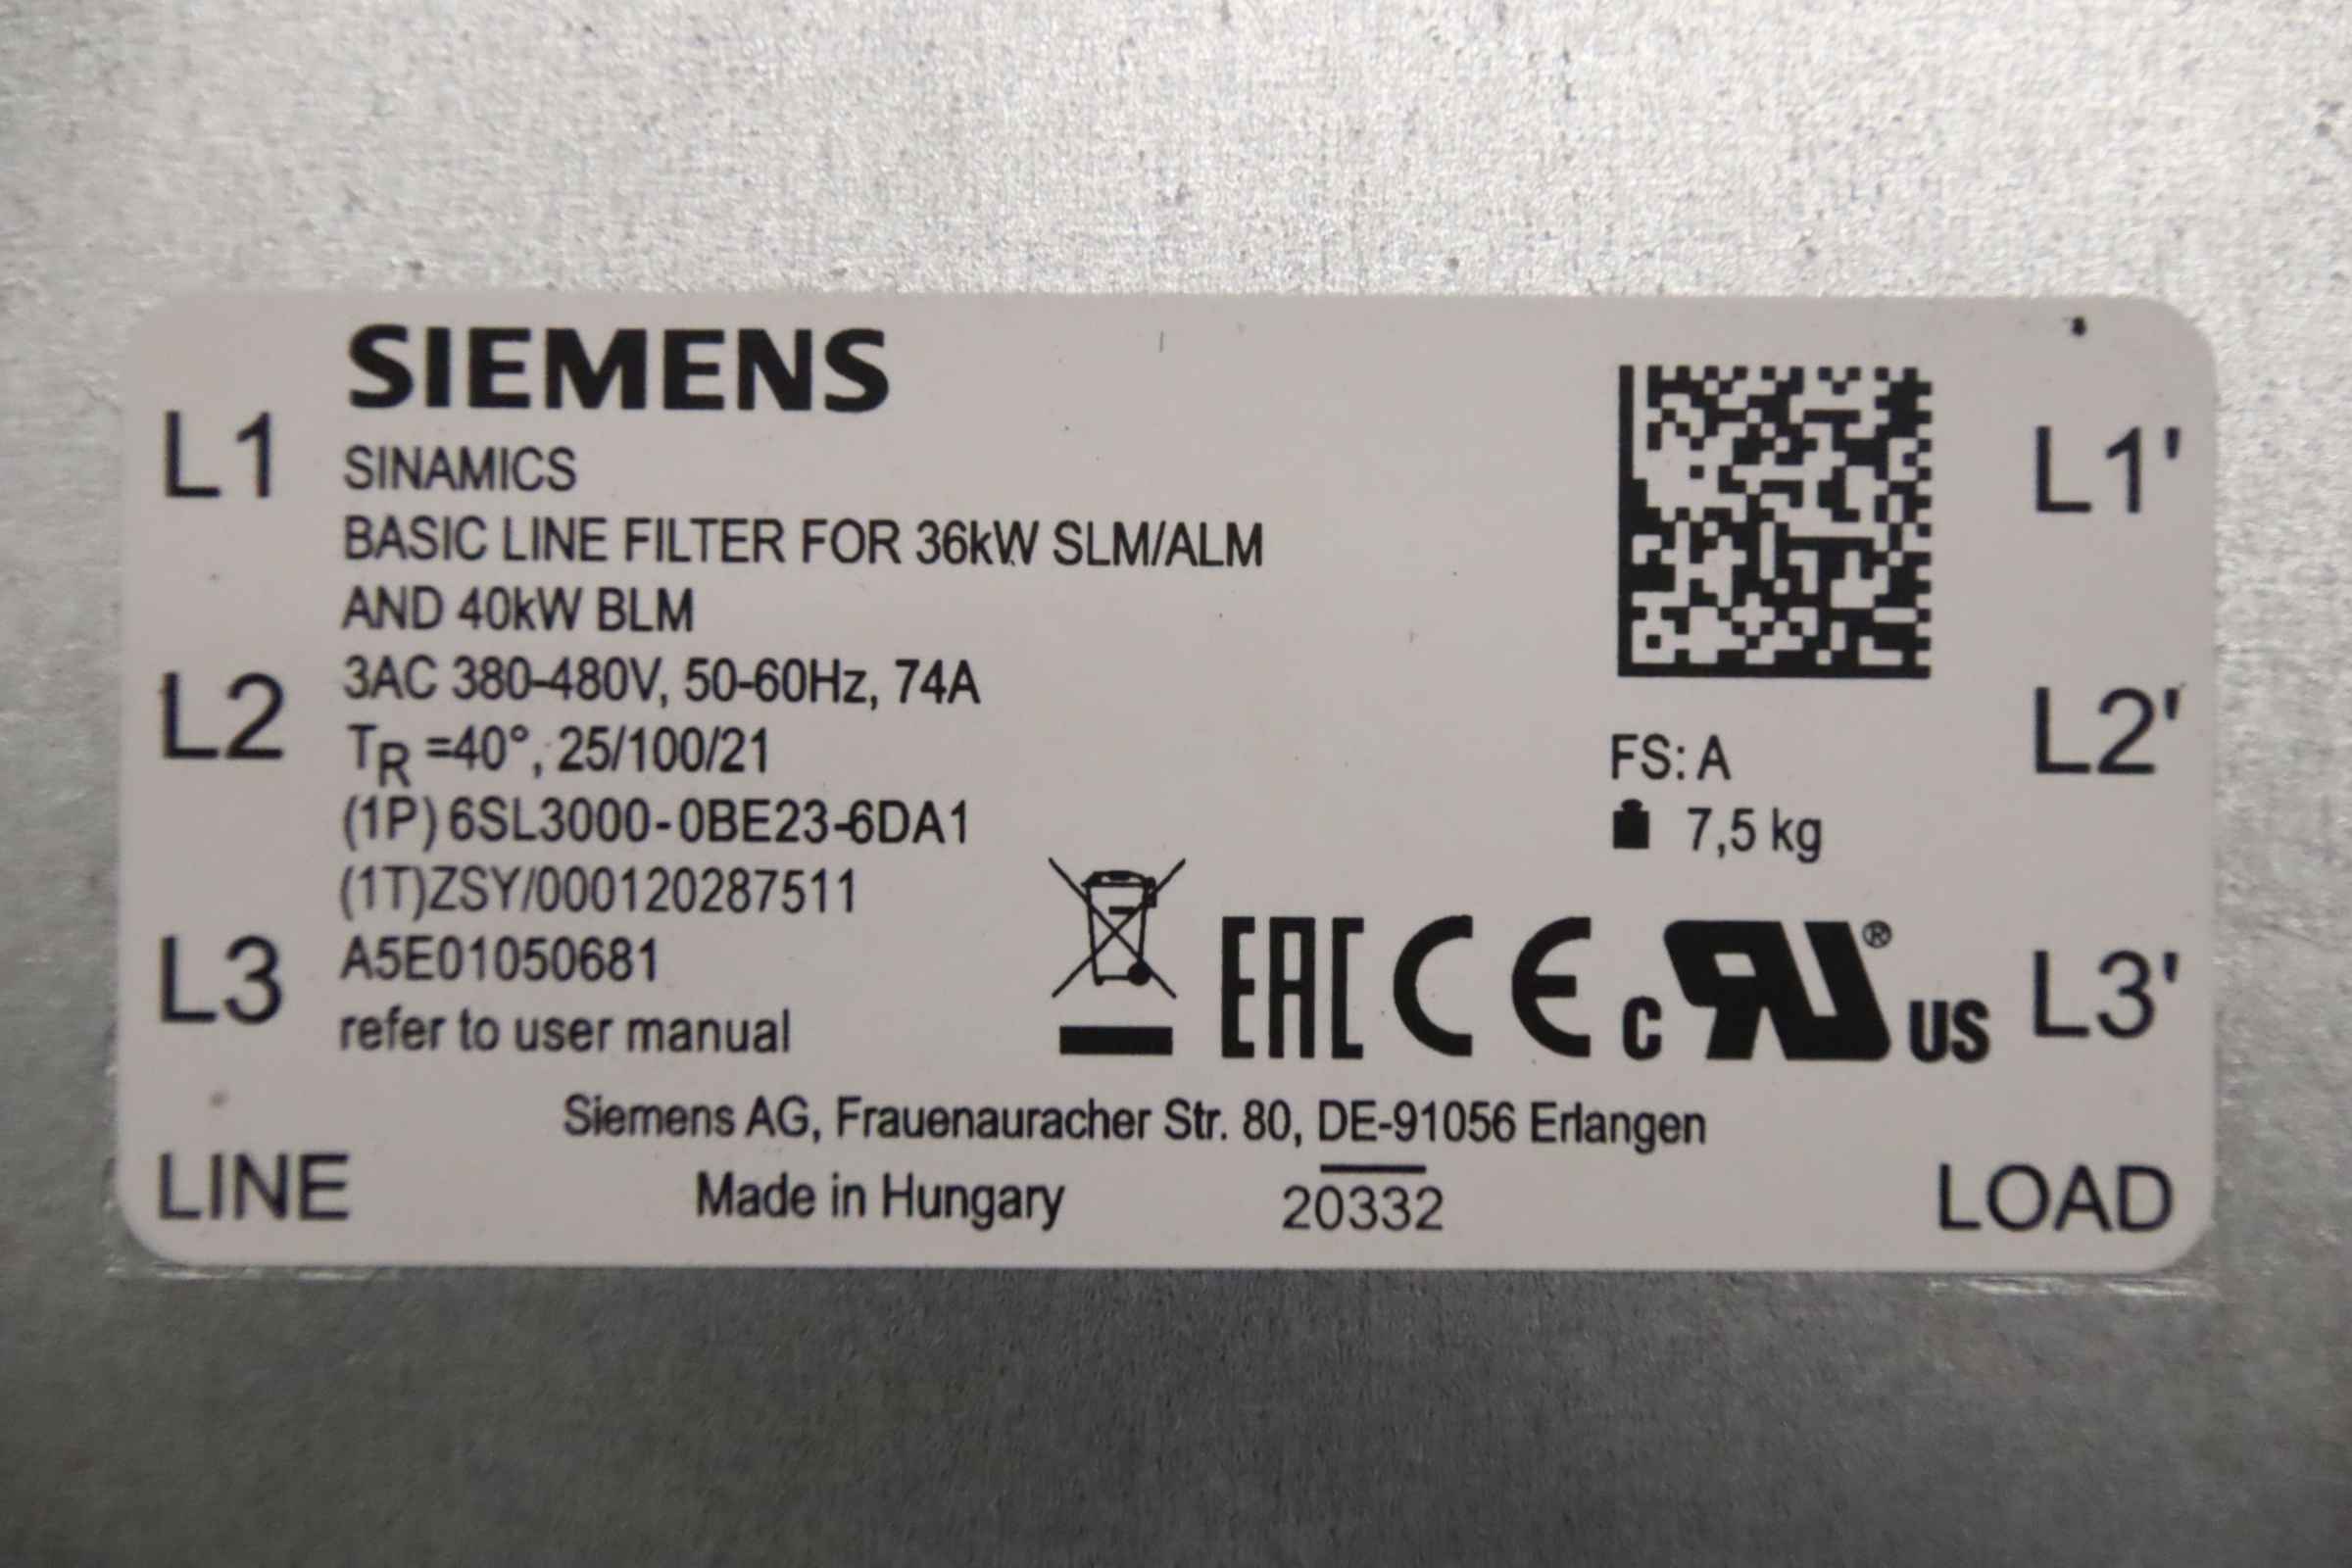 SIEMENS
L1
SINAMICS
L1'
BASIC LINE FILTER FOR 36kW SLM/ALM
AND 40kW BLM
L2
3AC 380-480V, 50-60Hz, 74A
L2'
TR =40°, 25/100/21
FS: A
(1P) 6SL3000-0BE23-6DA1
7,5 kg
(1T)ZSY/000120287511
L3
A5E01050681
EAC CE c RU ® US
L3'
refer to user manual
Siemens AG, Frauenauracher Str. 80, DE-91056 Erlangen
LINE
Made in Hungary
20332
LOAD